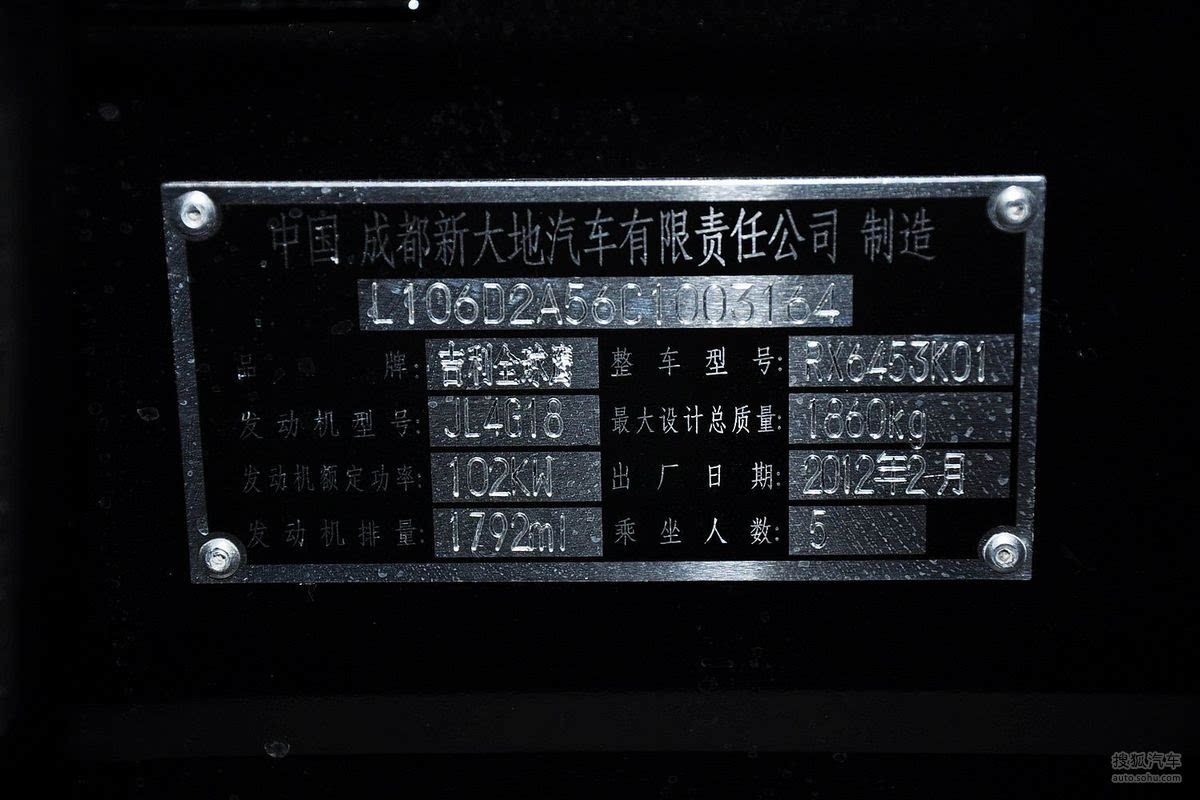 中国 成都新大地汽车有限责任公司 制造
L106D2A56C1003164
品牌: 吉利全球鹰 整车型号: RX6453K01
发动机型号: JL4G18 最大设计总质量: 1660kg
发动机额定功率: 102KW 出厂日期: 2012年2月
发动机排量: 1792ml 乘坐人数: 5
搜狐汽车
auto.sohu.com